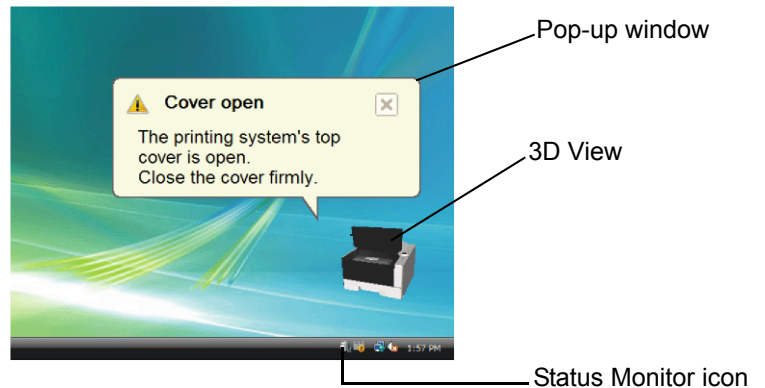 Pop-up window
Cover open
The printing system's top
cover is open.
Close the cover firmly.
3D View
1:57 PM
Status Monitor icon